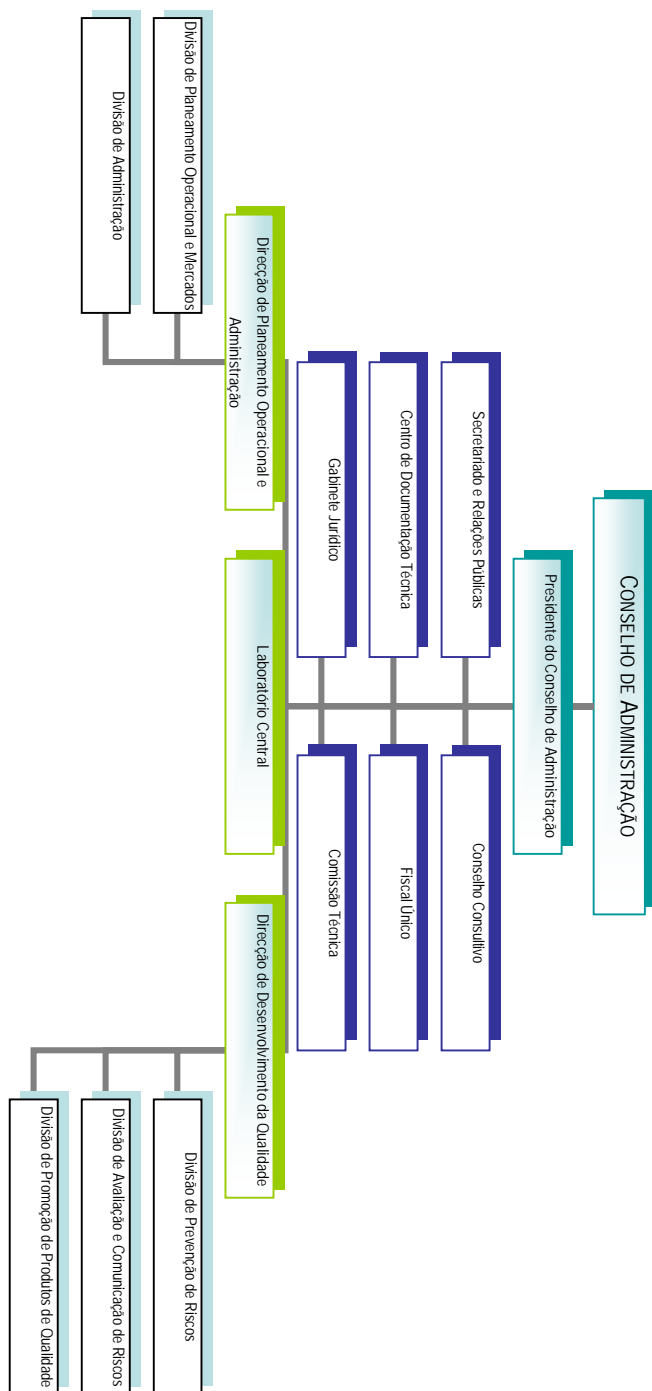 CONSELHO DE ADMINISTRAÇÃO
Presidente do Conselho de Administração
Secretariado e Relações Públicas
Conselho Consultivo
Centro de Documentação Técnica
Fiscal Único
Gabinete Jurídico
Comissão Técnica
Direcção de Planeamento Operacional e
Administração
Laboratório Central
Direcção de Desenvolvimento da Qualidade
Divisão de Planeamento Operacional e Mercados
Divisão de Administração
Divisão de Prevenção de Riscos
Divisão de Avaliação e Comunicação de Riscos
Divisão de Promoção de Produtos de Qualidade